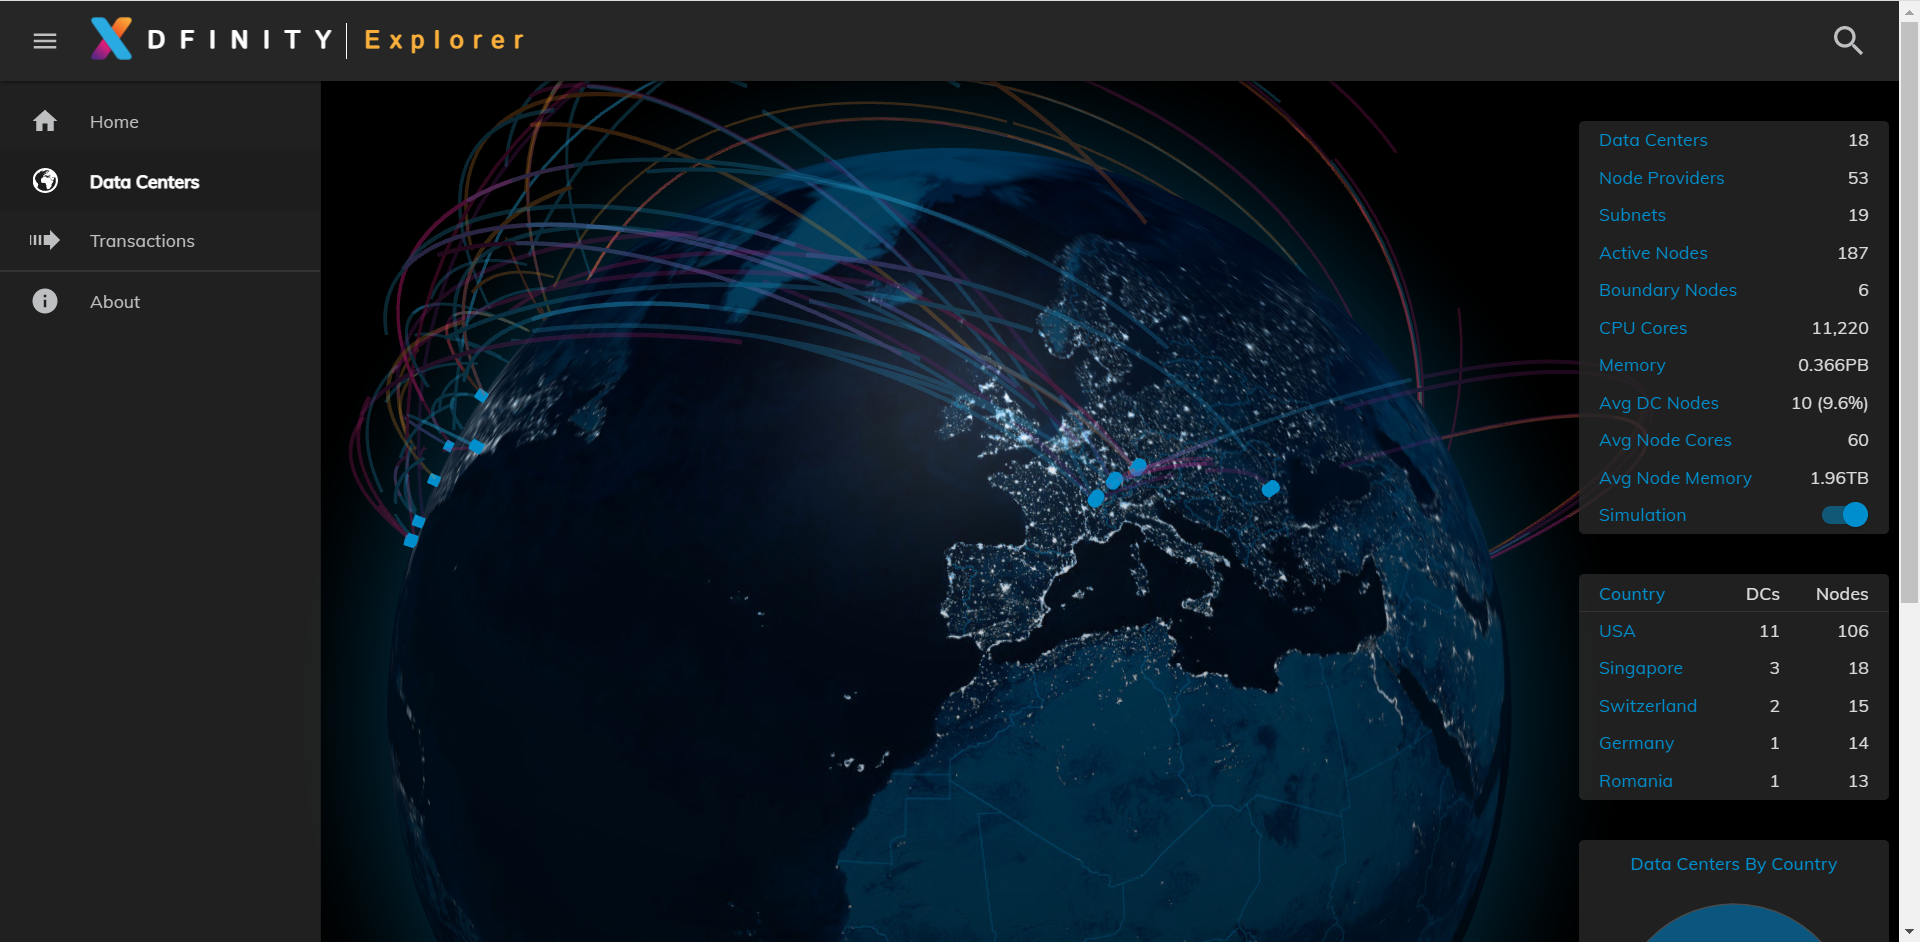 DFINITY | Explorer
Home
Data Centers
Transactions
About
Data Centers 18
Node Providers 53
Subnets 19
Active Nodes 187
Boundary Nodes 6
CPU Cores 11,220
Memory 0.366PB
Avg DC Nodes 10 (9.6%)
Avg Node Cores 60
Avg Node Memory 1.96TB
Simulation
Country DCs Nodes
USA 11 106
Singapore 3 18
Switzerland 2 15
Germany 1 14
Romania 1 13
Data Centers By Country